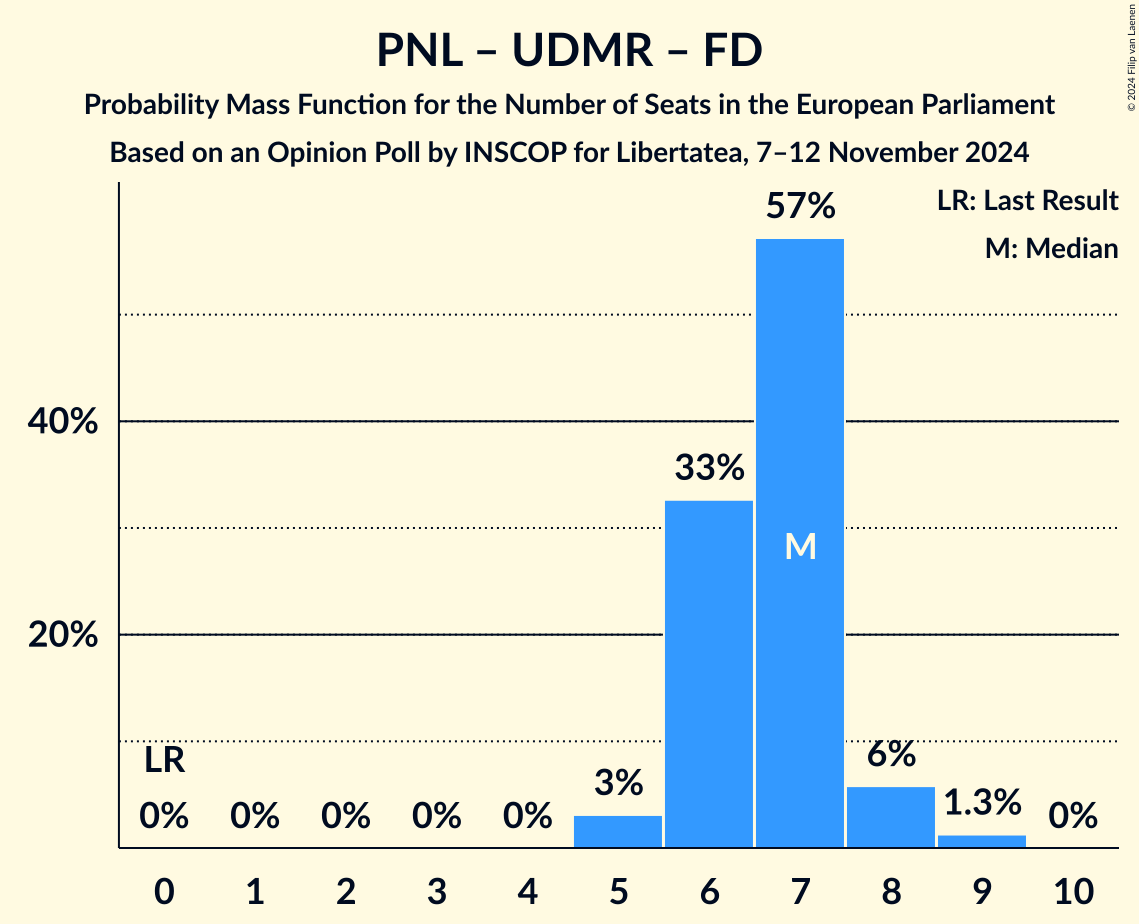 PNL – UDMR – FD
Probability Mass Function for the Number of Seats in the European Parliament
Based on an Opinion Poll by INSCOP for Libertatea, 7–12 November 2024
© 2024 Filip van Laenen
LR: Last Result
M: Median
57%
40%
33%
M
20%
LR
0% 0% 0% 0% 0% 3% 6% 1.3% 0%
0 1 2 3 4 5 6 7 8 9 10